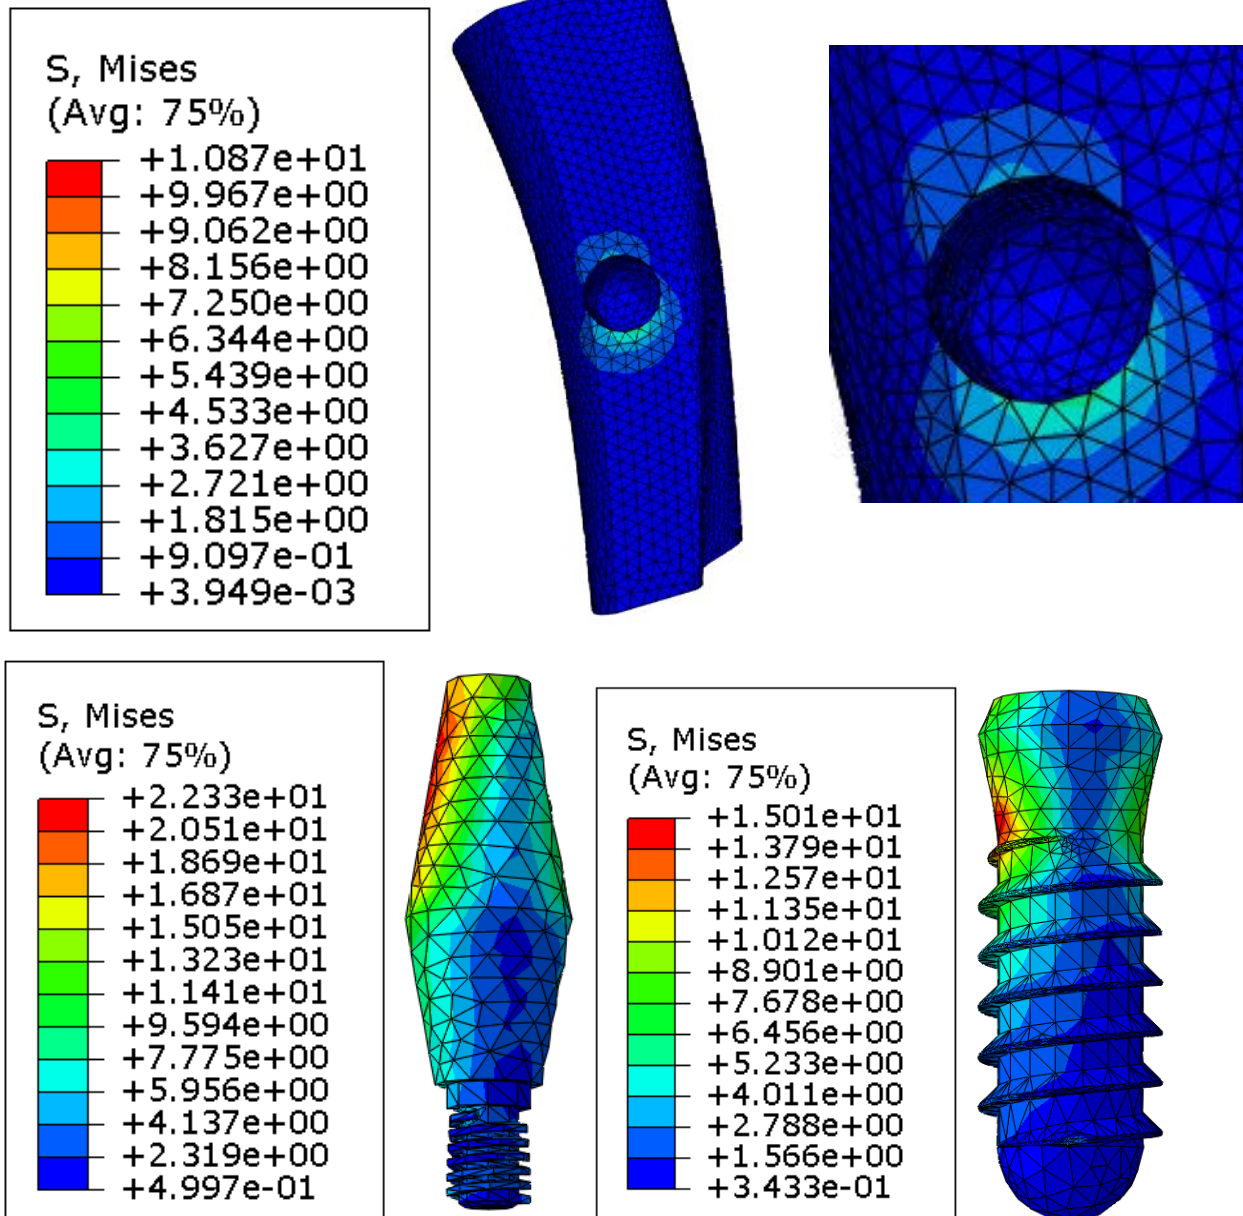 S, Mises
(Avg: 75%)
+1.087e+01
+9.967e+00
+9.062e+00
+8.156e+00
+7.250e+00
+6.344e+00
+5.439e+00
+4.533e+00
+3.627e+00
+2.721e+00
+1.815e+00
+9.097e-01
+3.949e-03
S, Mises
(Avg: 75%)
+2.233e+01
+2.051e+01
+1.869e+01
+1.687e+01
+1.505e+01
+1.323e+01
+1.141e+01
+9.594e+00
+7.775e+00
+5.956e+00
+4.137e+00
+2.319e+00
+4.997e-01
S, Mises
(Avg: 75%)
+1.501e+01
+1.379e+01
+1.257e+01
+1.135e+01
+1.012e+01
+8.901e+00
+7.678e+00
+6.456e+00
+5.233e+00
+4.011e+00
+2.788e+00
+1.566e+00
+3.433e-01